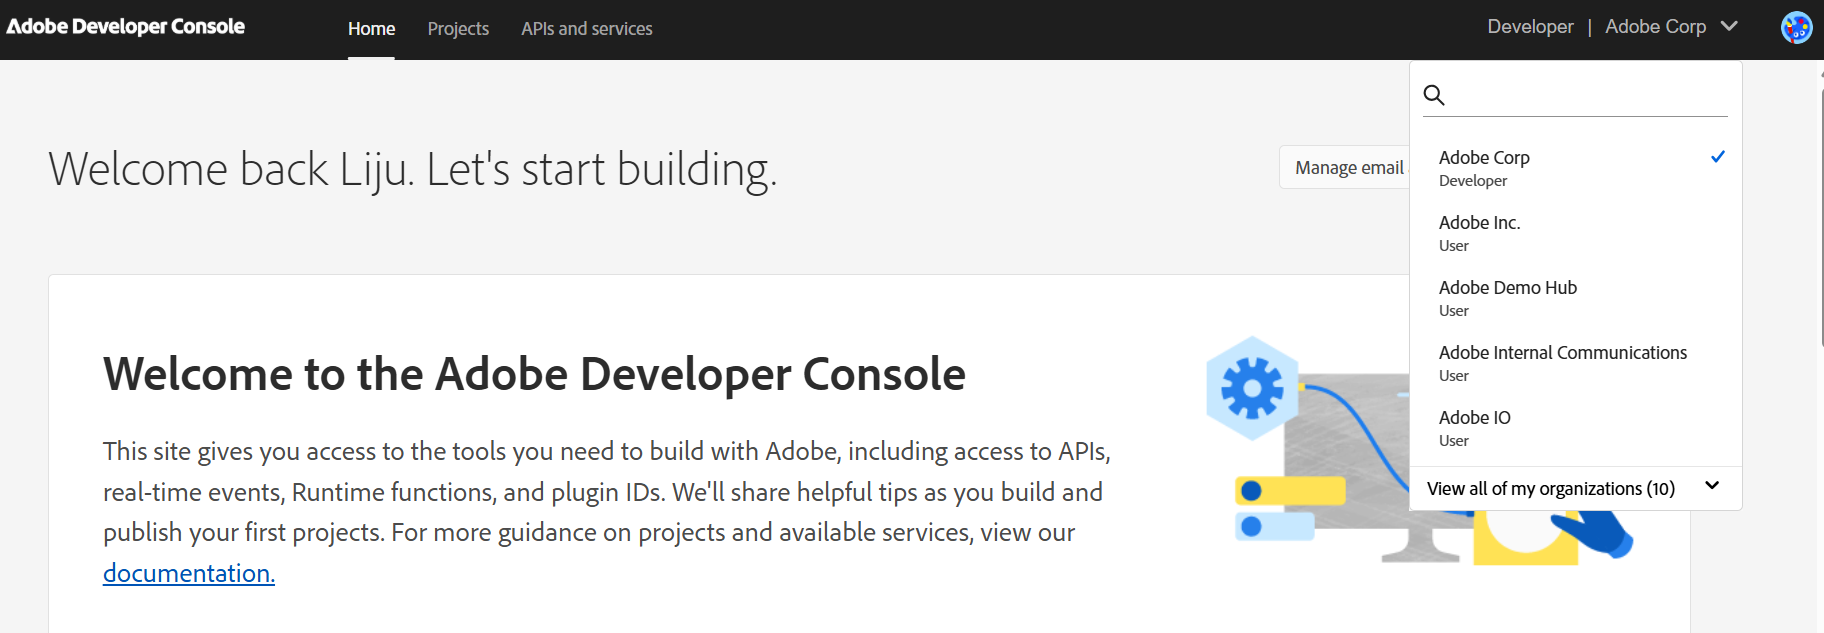 Adobe Developer Console
Home
Projects
APIs and services
Developer | Adobe Corp
Welcome back Liju. Let's start building.
Manage email
Adobe Corp
Developer
Adobe Inc.
User
Adobe Demo Hub
User
Adobe Internal Communications
User
Adobe IO
User
View all of my organizations (10)
Welcome to the Adobe Developer Console
This site gives you access to the tools you need to build with Adobe, including access to APIs,
real-time events, Runtime functions, and plugin IDs. We'll share helpful tips as you build and
publish your first projects. For more guidance on projects and available services, view our
documentation.